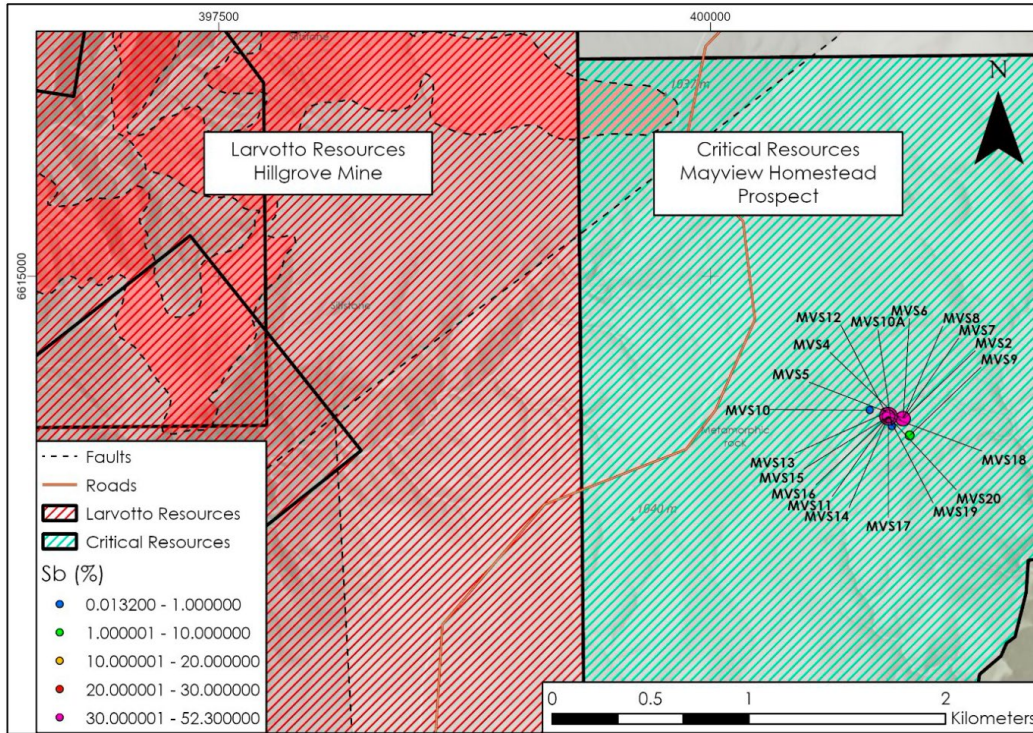 397500
400000
6615000
1037 m
N
Larvotto Resources
Hillgrove Mine
Critical Resources
Mayview Homestead
Prospect
Siltstone
MVS12
MVS10A
MVS6
MVS8
MVS7
MVS2
MVS9
MVS4
MVS5
MVS10
Metamorphic
rock
MVS13
MVS15
MVS16
MVS11
MVS14
MVS17
MVS18
MVS20
MVS19
1040 m
Faults
Roads
Larvotto Resources
Critical Resources
Sb (%)
0.013200 - 1.000000
1.000001 - 10.000000
10.000001 - 20.000000
20.000001 - 30.000000
30.000001 - 52.300000
0 0.5 1 2
Kilometers